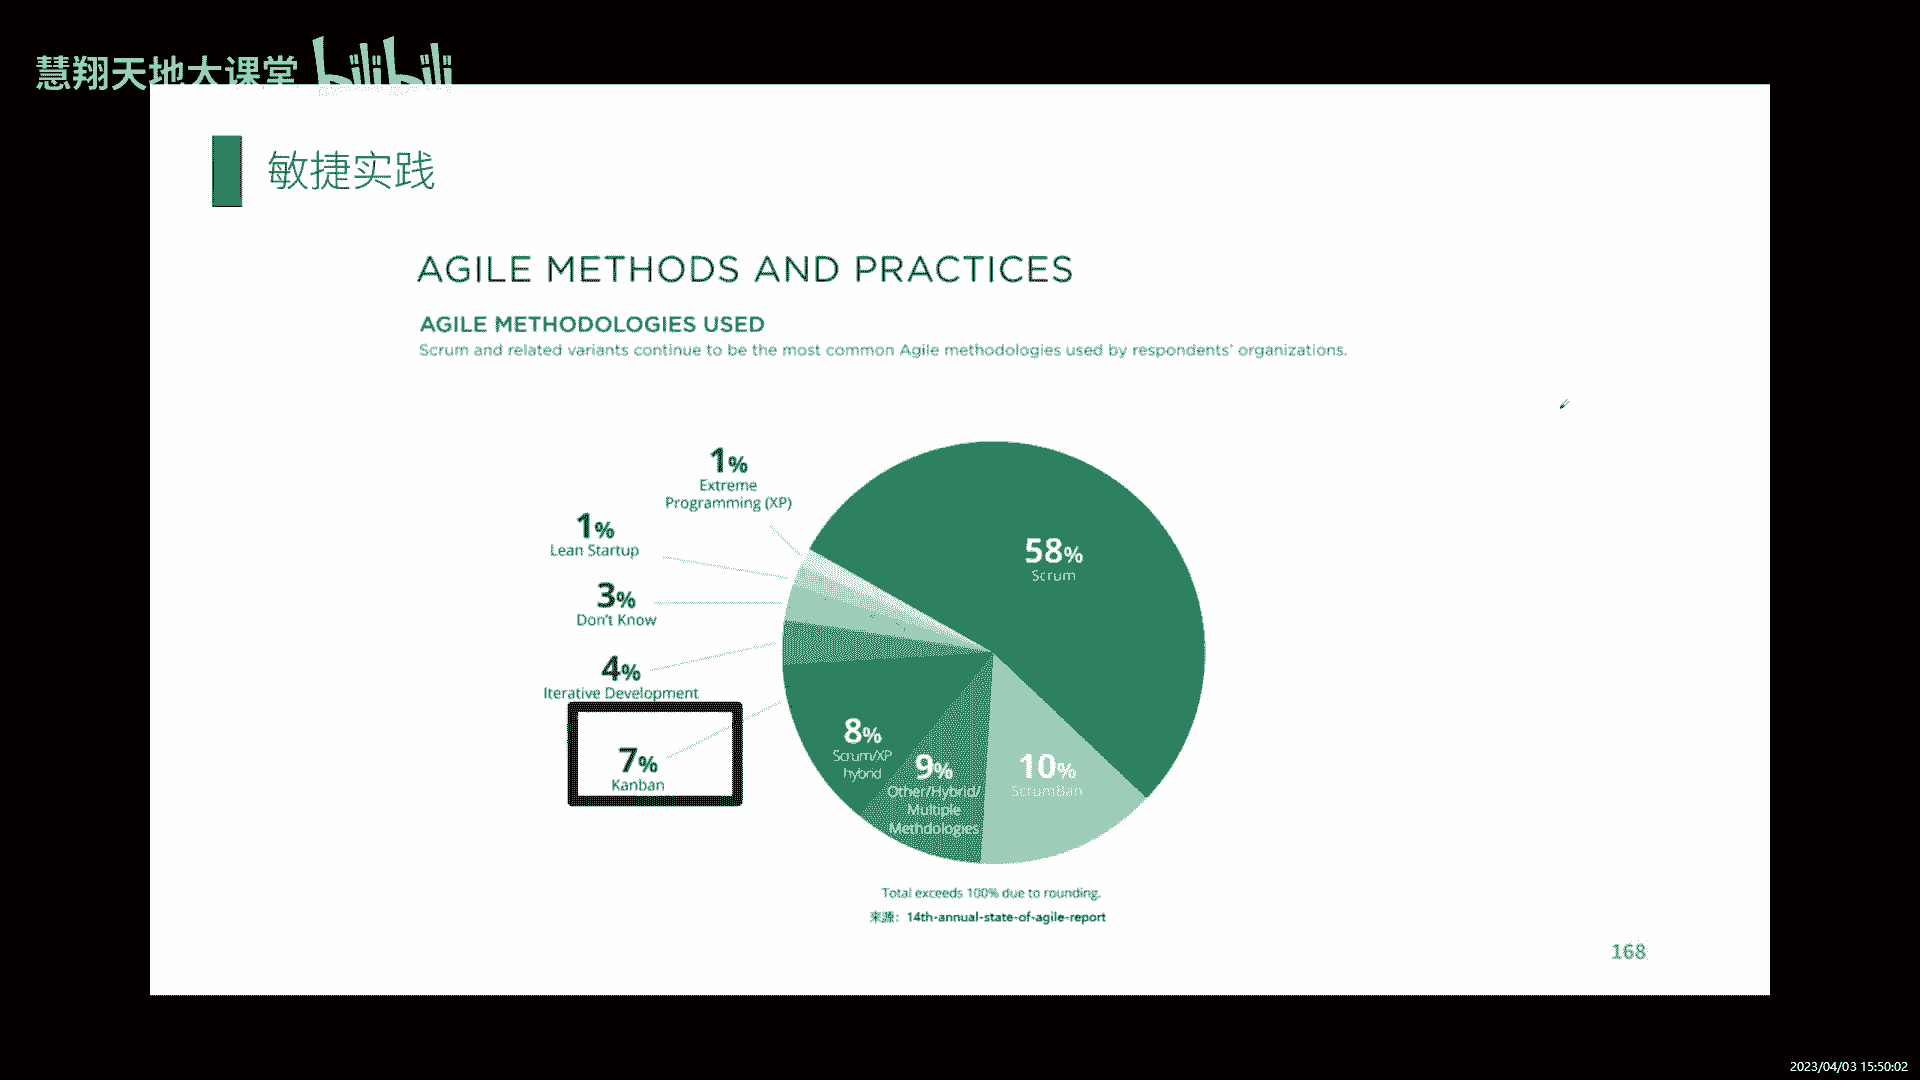 慧翔天地大课堂 bilibili
敏捷实践
AGILE METHODS AND PRACTICES
AGILE METHODOLOGIES USED
Scrum and related variants continue to be the most common Agile methodologies used by respondents' organizations.
1%
Extreme
Programming (XP)
1%
Lean Startup
3%
Don't Know
4%
Iterative Development
7%
Kanban
8%
Scrum/XP
hybrid
9%
Other/Hybrid/
Multiple
Methdologies
10%
ScrumBan
58%
Scrum
Total exceeds 100% due to rounding.
来源：14th-annual-state-of-agile-report
168
2023/04/03 15:50:02